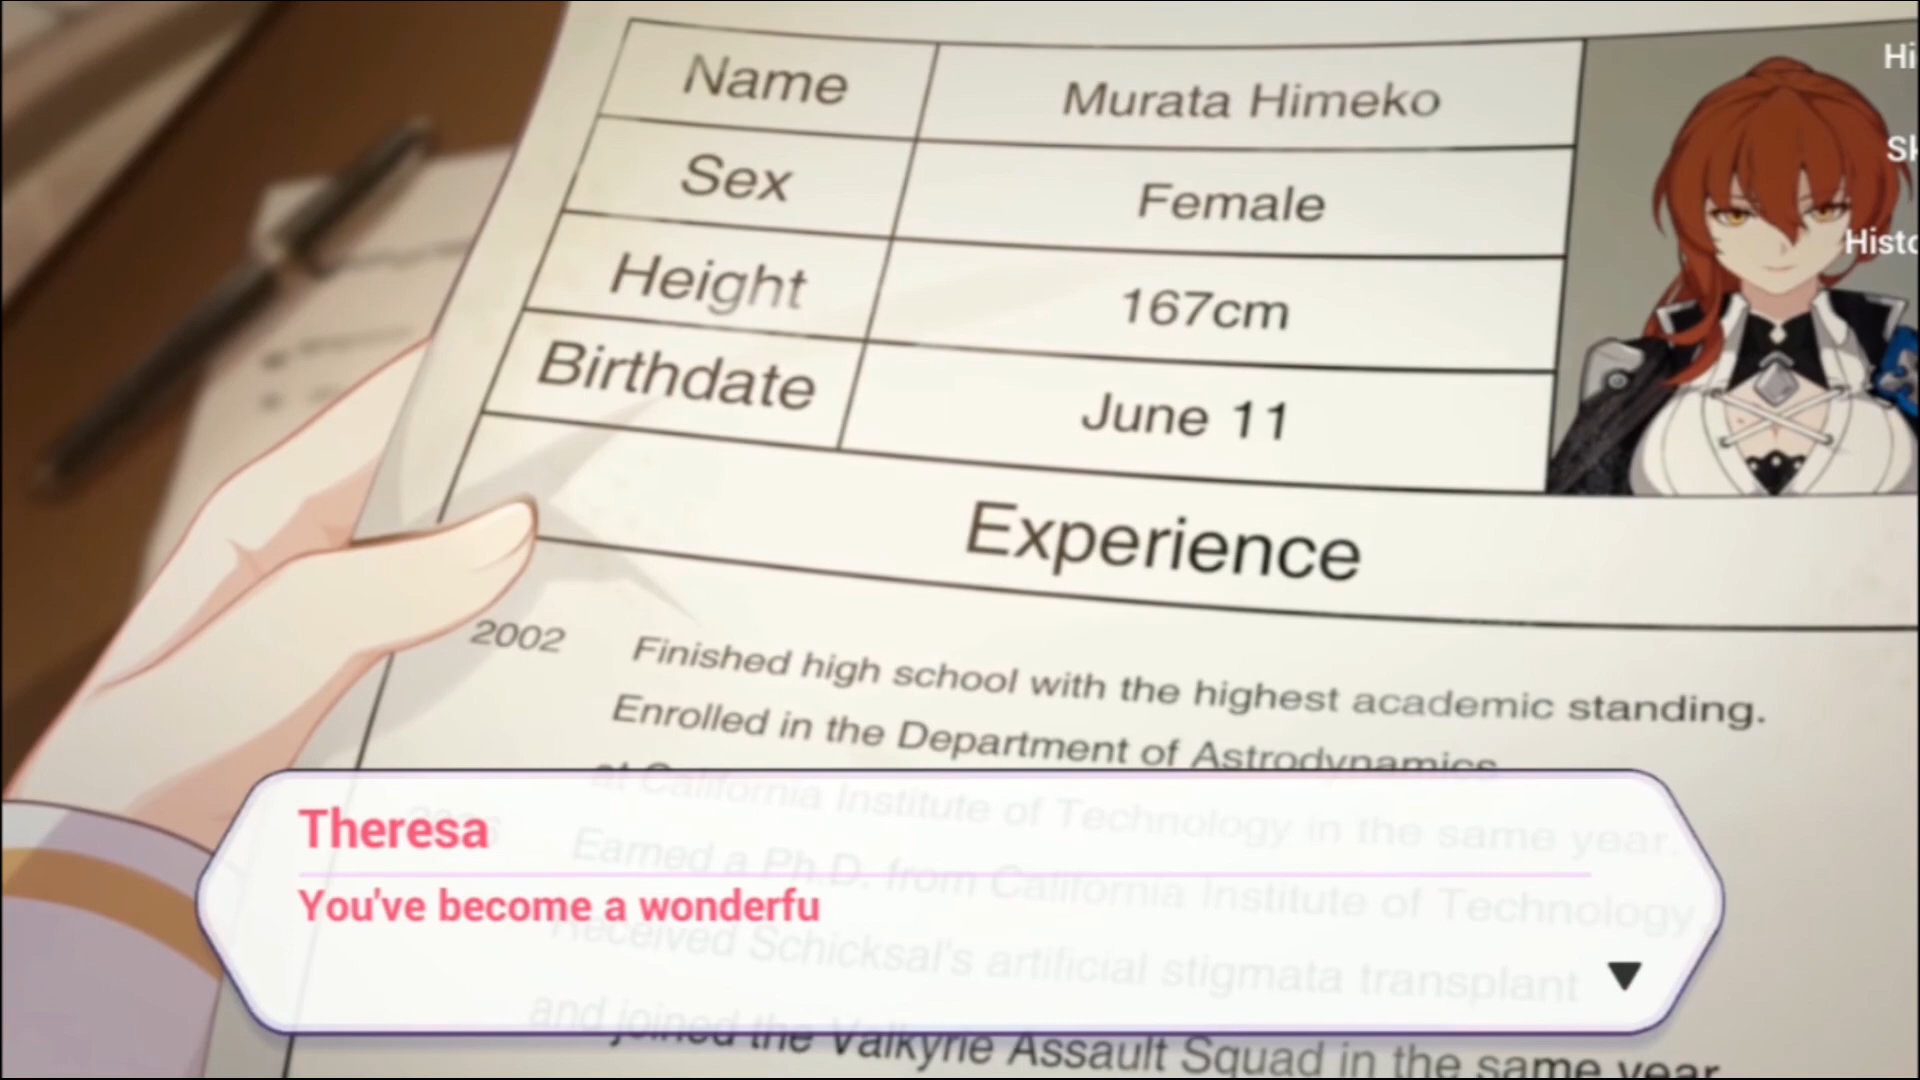 Name Murata Himeko
Sex Female
Height 167cm
Birthdate June 11
Hi
Sk
Histo
Experience
2002 Finished high school with the highest academic standing.
Enrolled in the Department of Astrodynamics
at California Institute of Technology in the same year.
Earned a Ph.D. from California Institute of Technology
Received Schicksal's artificial stigmata transplant
and joined the Valkyrie Assault Squad in the same year
Theresa
You've become a wonderfu